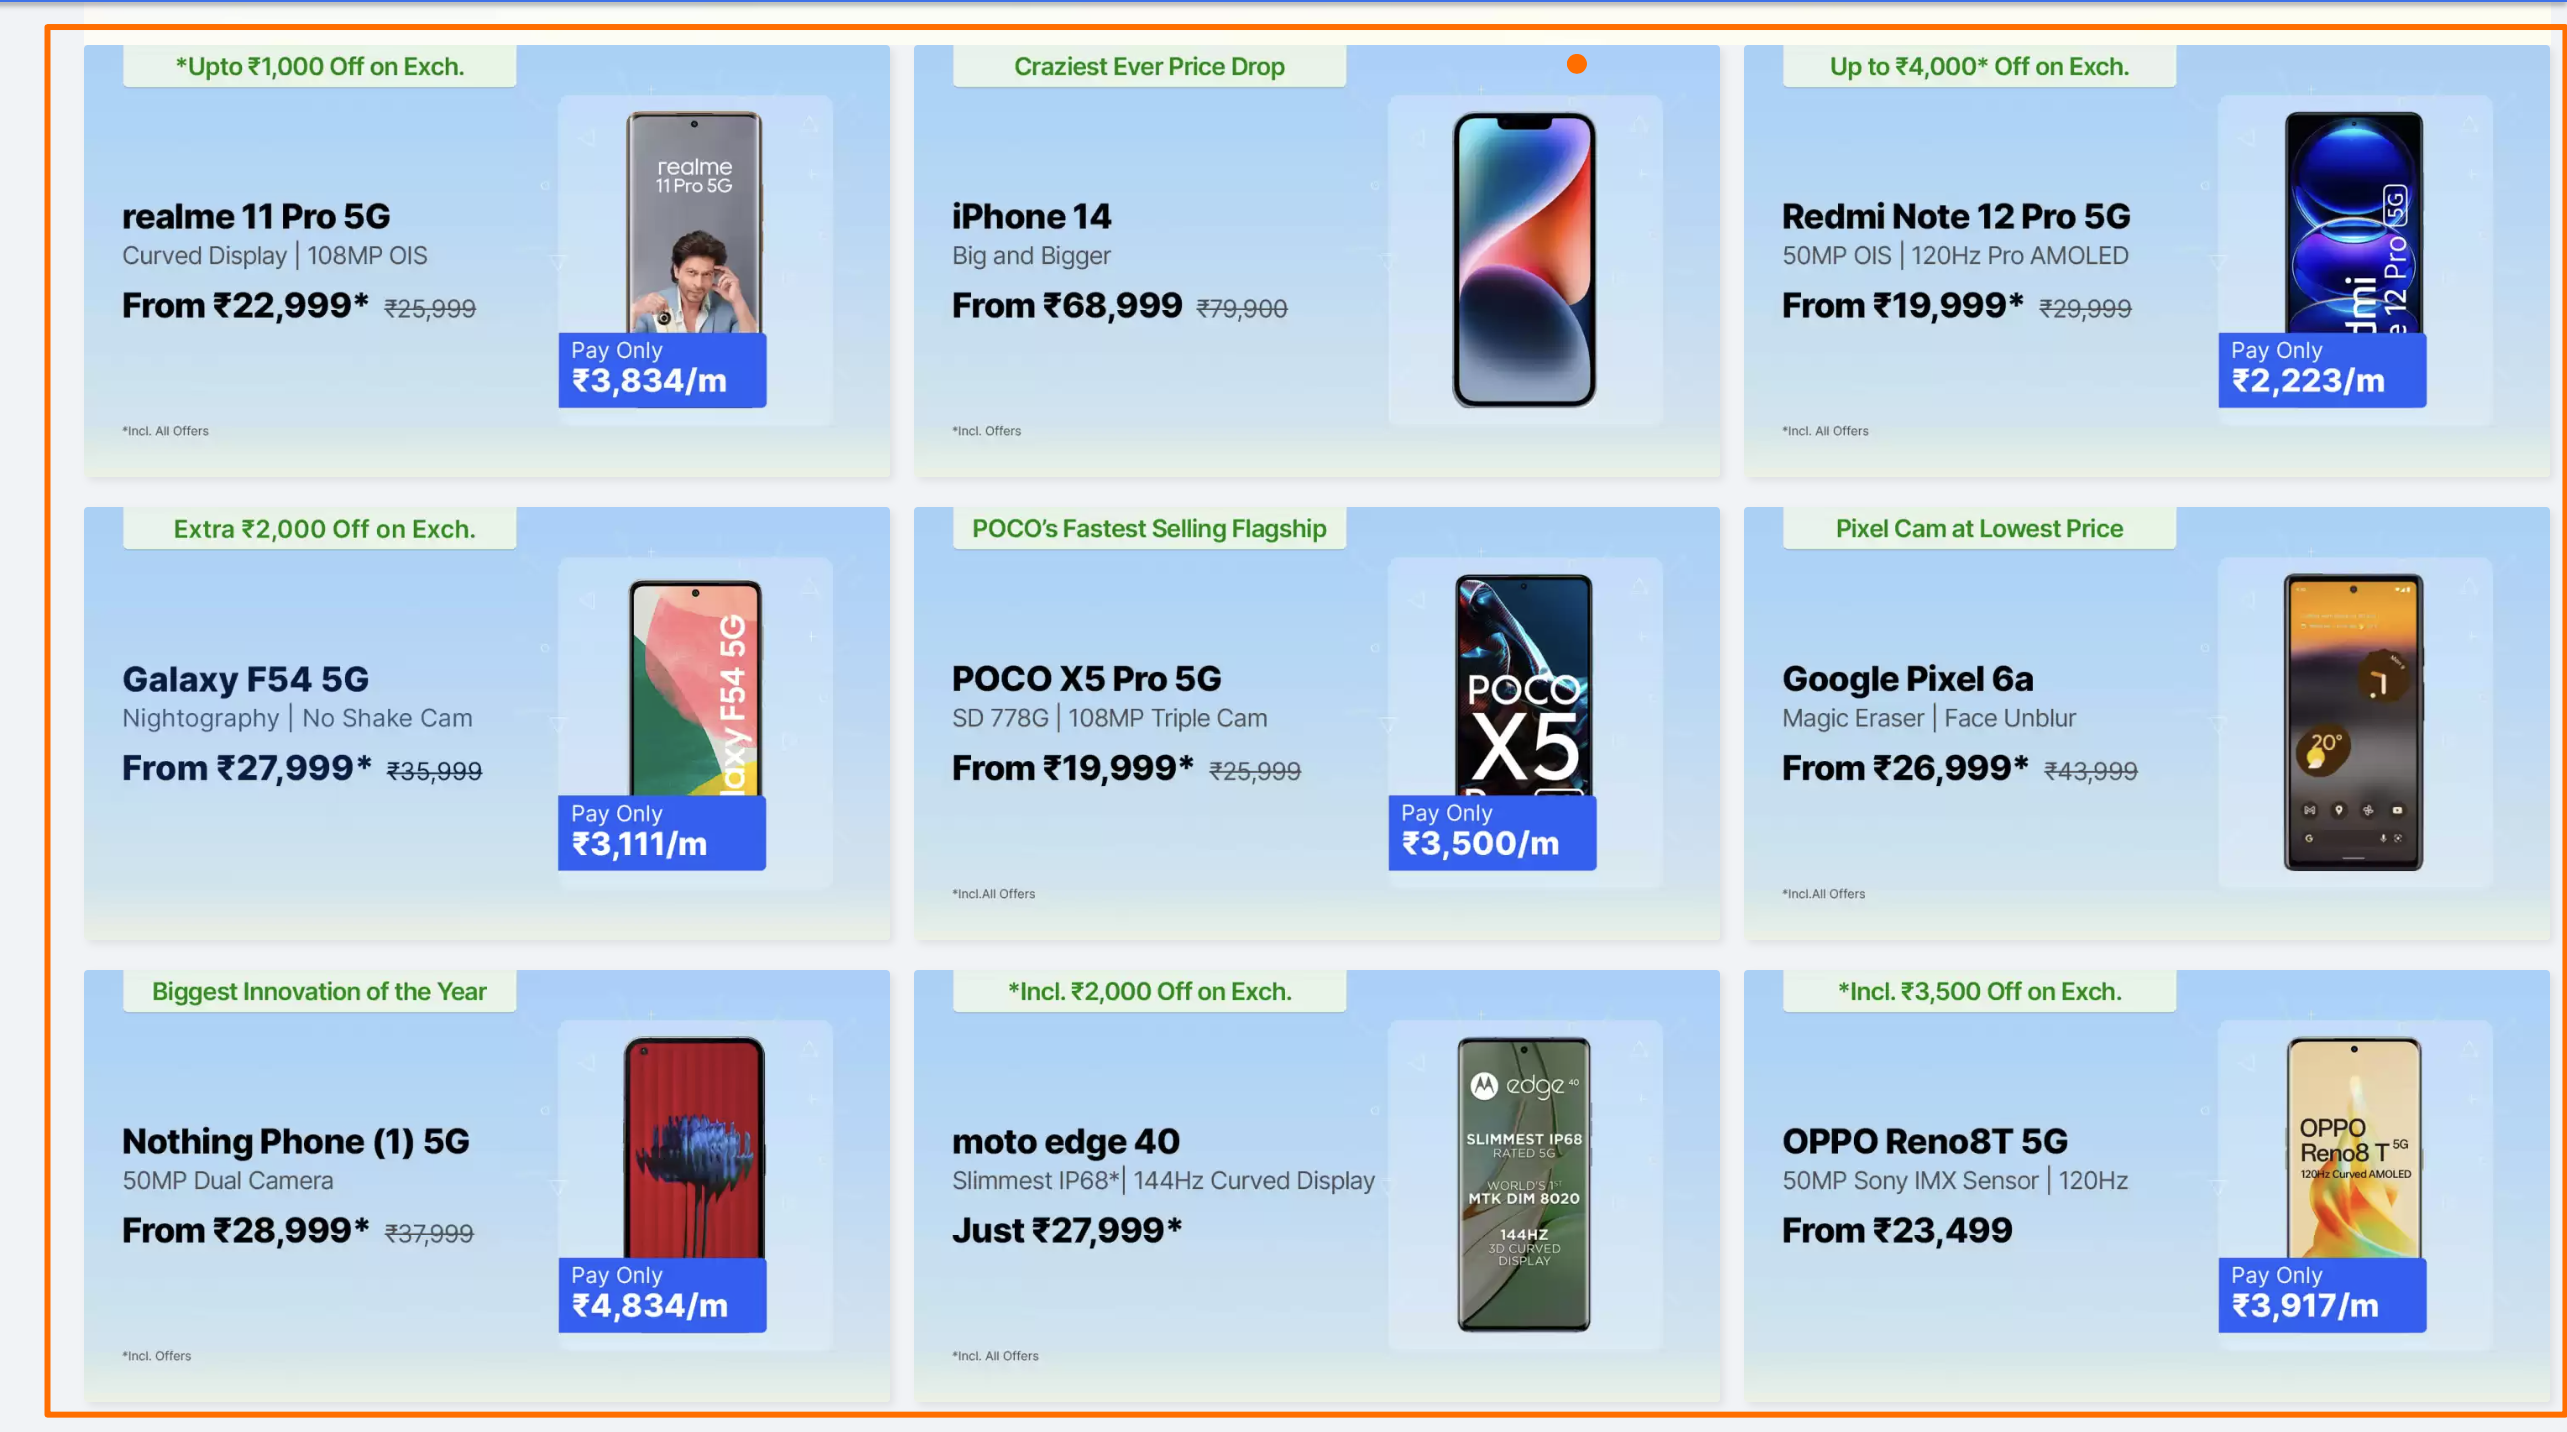 *Upto ₹1,000 Off on Exch.
realme
11 Pro 5G
realme 11 Pro 5G
Curved Display | 108MP OIS
From ₹22,999* ₹25,999
Pay Only
₹3,834/m
*Incl. All Offers
Craziest Ever Price Drop
iPhone 14
Big and Bigger
From ₹68,999 ₹79,900
*Incl. Offers
Up to ₹4,000* Off on Exch.
Redmi Note 12 Pro 5G
50MP OIS | 120Hz Pro AMOLED
From ₹19,999* ₹29,999
dmi
e 12 Pro 5G
Pay Only
₹2,223/m
*Incl. All Offers
Extra ₹2,000 Off on Exch.
Galaxy F54 5G
Nightography | No Shake Cam
From ₹27,999* ₹35,999
laxy F54 5G
Pay Only
₹3,111/m
POCO's Fastest Selling Flagship
POCO X5 Pro 5G
SD 778G | 108MP Triple Cam
From ₹19,999* ₹25,999
POCO
X5
Pay Only
₹3,500/m
*Incl.All Offers
Pixel Cam at Lowest Price
Google Pixel 6a
Magic Eraser | Face Unblur
From ₹26,999* ₹43,999
20°
G
*Incl.All Offers
Biggest Innovation of the Year
Nothing Phone (1) 5G
50MP Dual Camera
From ₹28,999* ₹37,999
Pay Only
₹4,834/m
*Incl. Offers
*Incl. ₹2,000 Off on Exch.
moto edge 40
Slimmest IP68*| 144Hz Curved Display
Just ₹27,999*
edge 40
SLIMMEST IP68
RATED 5G
WORLD'S 1ST
MTK DIM 8020
144HZ
3D CURVED
DISPLAY
*Incl. All Offers
*Incl. ₹3,500 Off on Exch.
OPPO Reno8T 5G
50MP Sony IMX Sensor | 120Hz
From ₹23,499
OPPO
Reno8 T 5G
120Hz Curved AMOLED
Pay Only
₹3,917/m